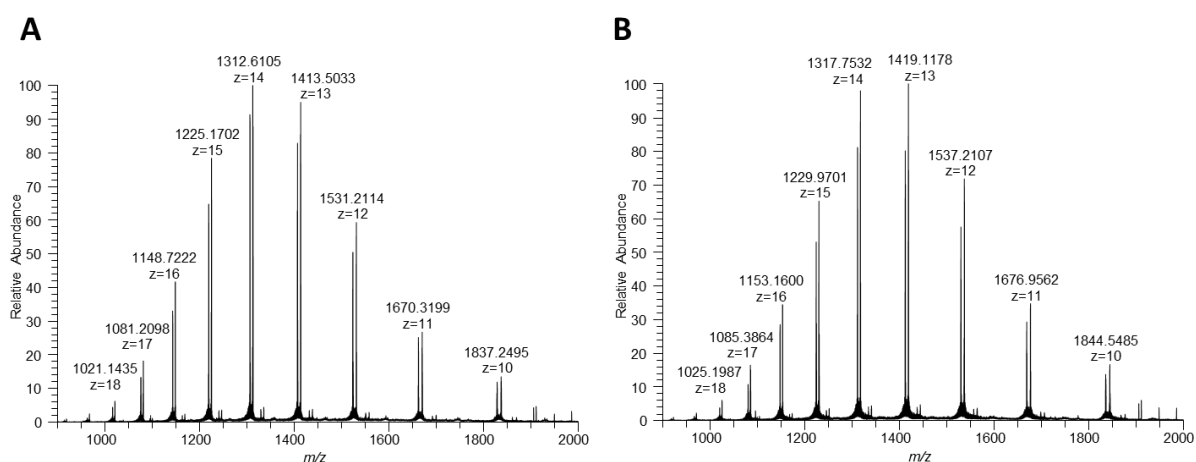 A
1312.6105
z=14
1413.5033
z=13
1225.1702
z=15
1531.2114
z=12
1148.7222
z=16
1670.3199
z=11
1081.2098
z=17
1837.2495
z=10
1021.1435
z=18
100
90
80
70
60
50
40
30
20
10
0
Relative Abundance
1000
1200
1400
1600
1800
2000
m/z
B
1317.7532
z=14
1419.1178
z=13
1537.2107
z=12
1229.9701
z=15
1153.1600
z=16
1676.9562
z=11
1085.3864
z=17
1844.5485
z=10
1025.1987
z=18
100
90
80
70
60
50
40
30
20
10
0
Relative Abundance
1000
1200
1400
1600
1800
2000
m/z